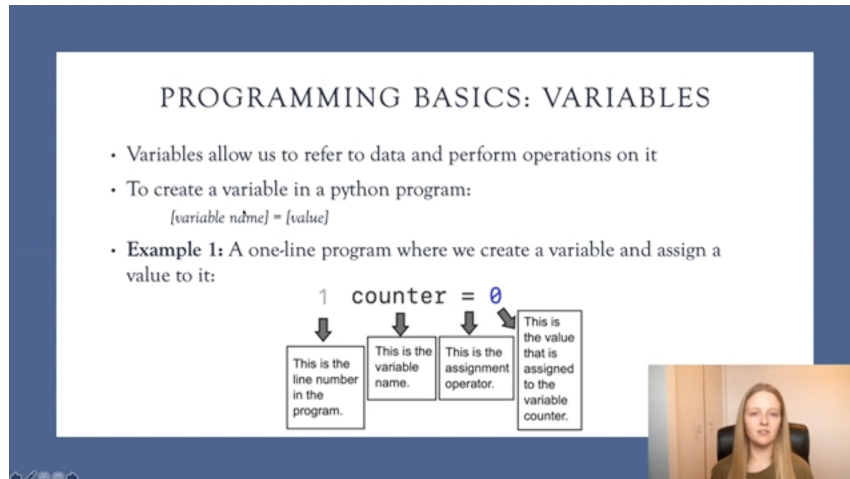 PROGRAMMING BASICS: VARIABLES
• Variables allow us to refer to data and perform operations on it
• To create a variable in a python program:
[variable name] = [value]
• Example 1: A one-line program where we create a variable and assign a
value to it:
1 counter = 0
This is the
line number
in the
program.
This is the
variable
name.
This is the
assignment
operator.
This is
the value
that is
assigned
to the
variable
counter.